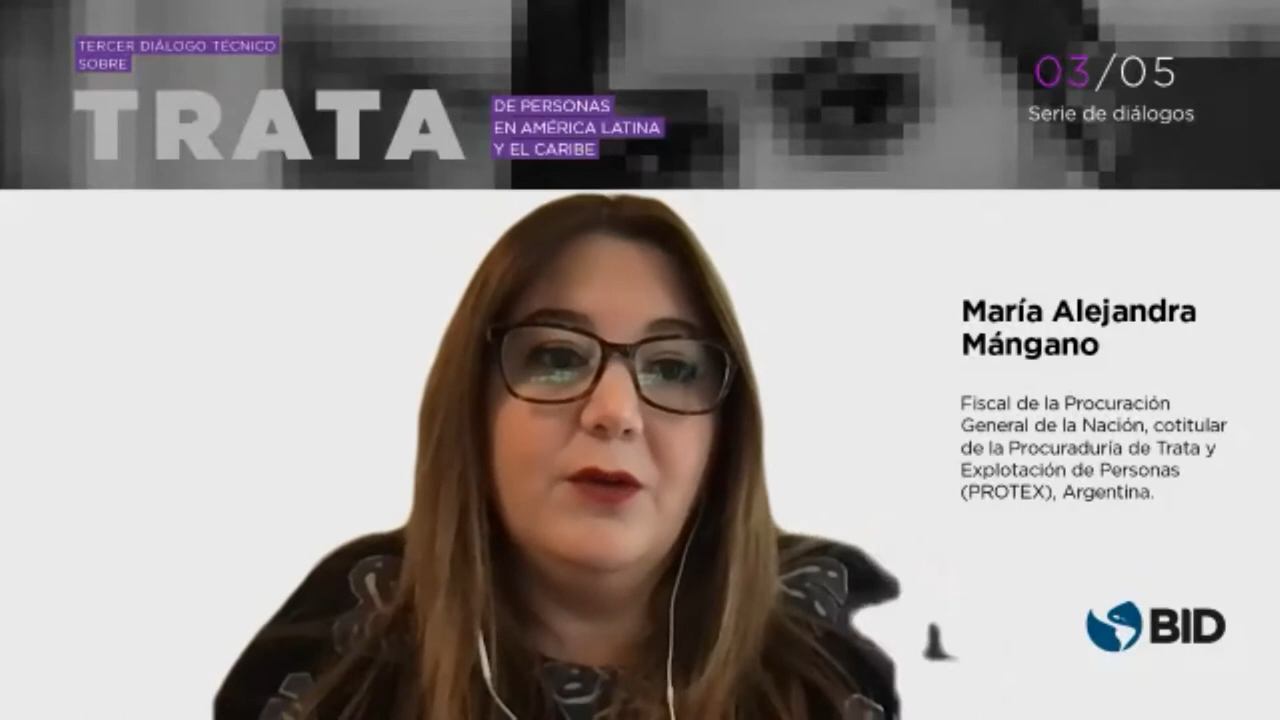 TERCER DIÁLOGO TÉCNICO
SOBRE
TRATA
DE PERSONAS
EN AMÉRICA LATINA
Y EL CARIBE
03/05
Serie de diálogos
María Alejandra
Mángano
Fiscal de la Procuración
General de la Nación, cotitular
de la Procuraduría de Trata y
Explotación de Personas
(PROTEX), Argentina.
BID